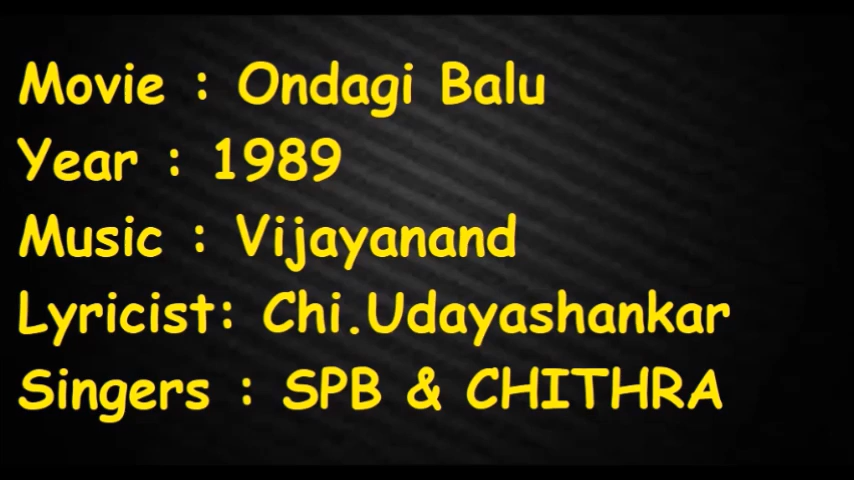 Movie : Ondagi Balu
Year : 1989
Music : Vijayanand
Lyricist: Chi.Udayashankar
Singers : SPB & CHITHRA